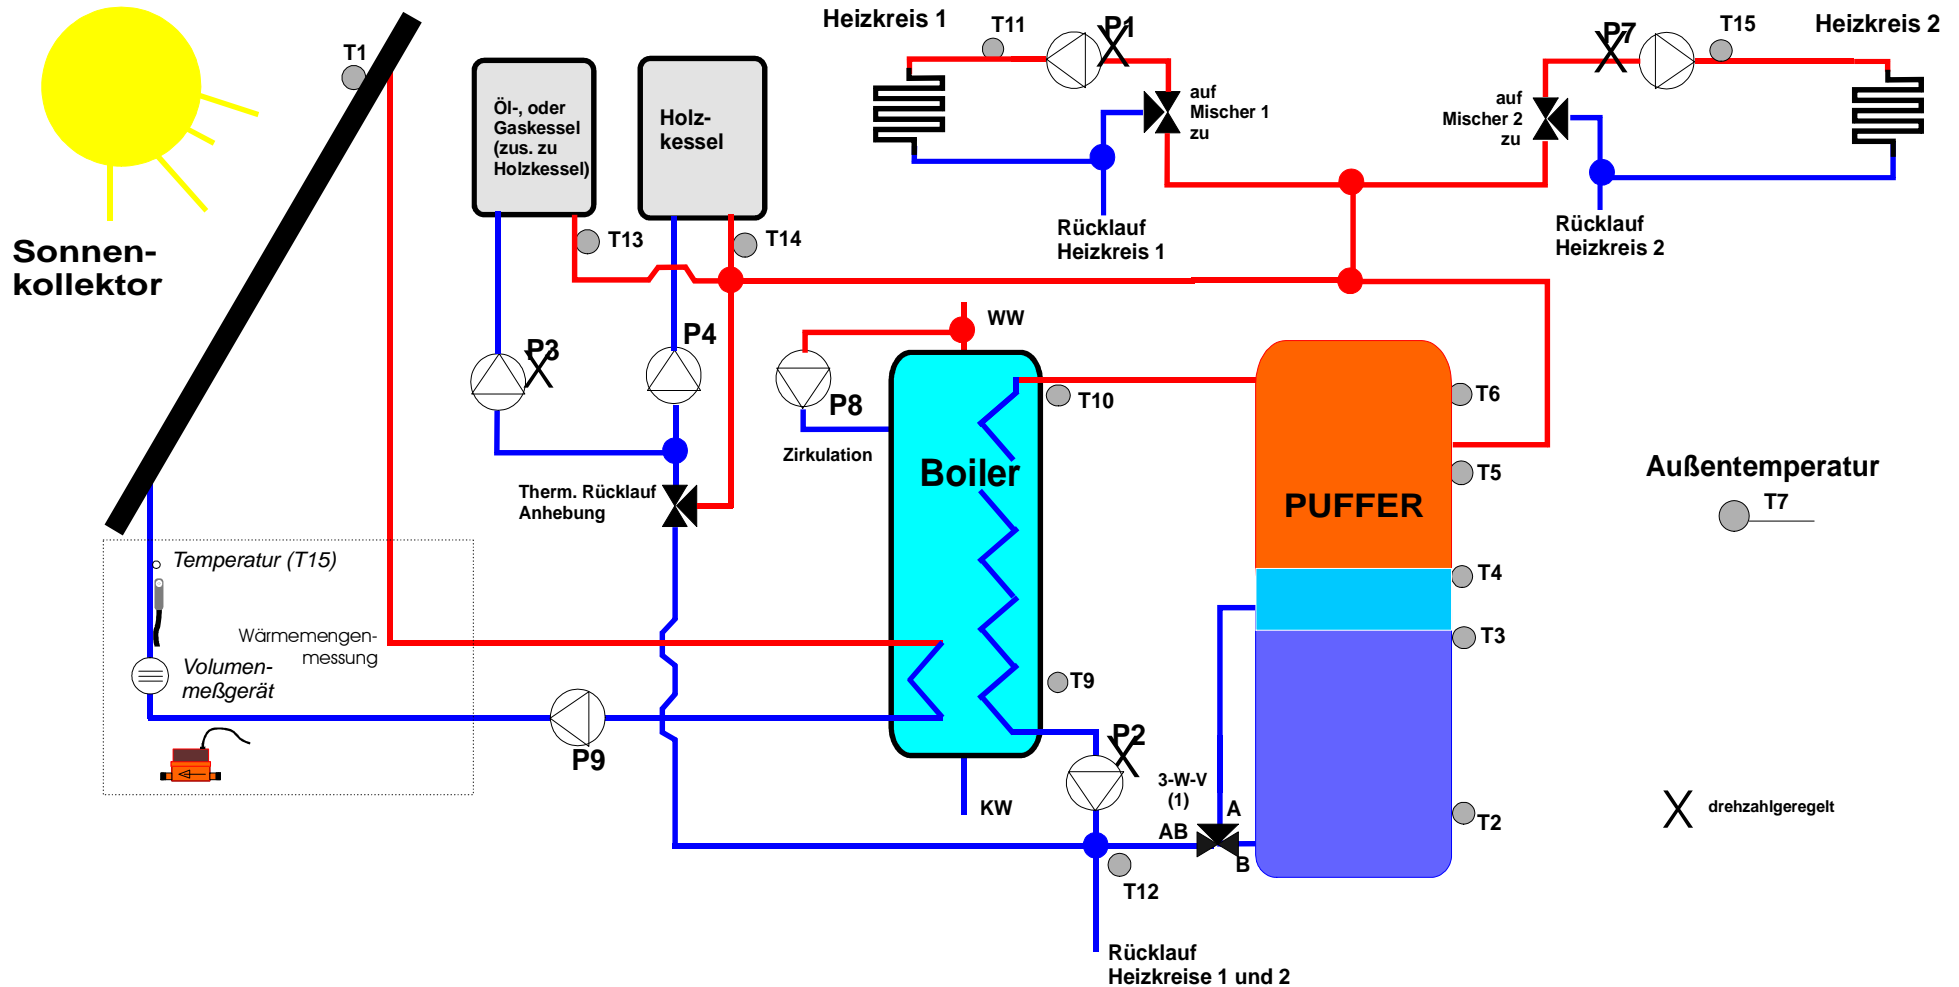 Heizkreis 1
T11
P1
P7
T15
Heizkreis 2
T1
Öl-, oder
Gaskessel
(zus. zu
Holzkessel)
Holz-
kessel
auf
Mischer 1
zu
auf
Mischer 2
zu
Sonnen-
kollektor
T13
T14
Rücklauf
Heizkreis 1
Rücklauf
Heizkreis 2
P3
P4
WW
P8
Zirkulation
T10
T6
Boiler
PUFFER
T5
Außentemperatur
T7
Therm. Rücklauf
Anhebung
Temperatur (T15)
T4
Wärmemengen-
messung
T3
Volumen-
meßgerät
T9
P9
P2
3-W-V
(1)
A
AB
B
KW
T2
X drehzahlgeregelt
T12
Rücklauf
Heizkreise 1 und 2